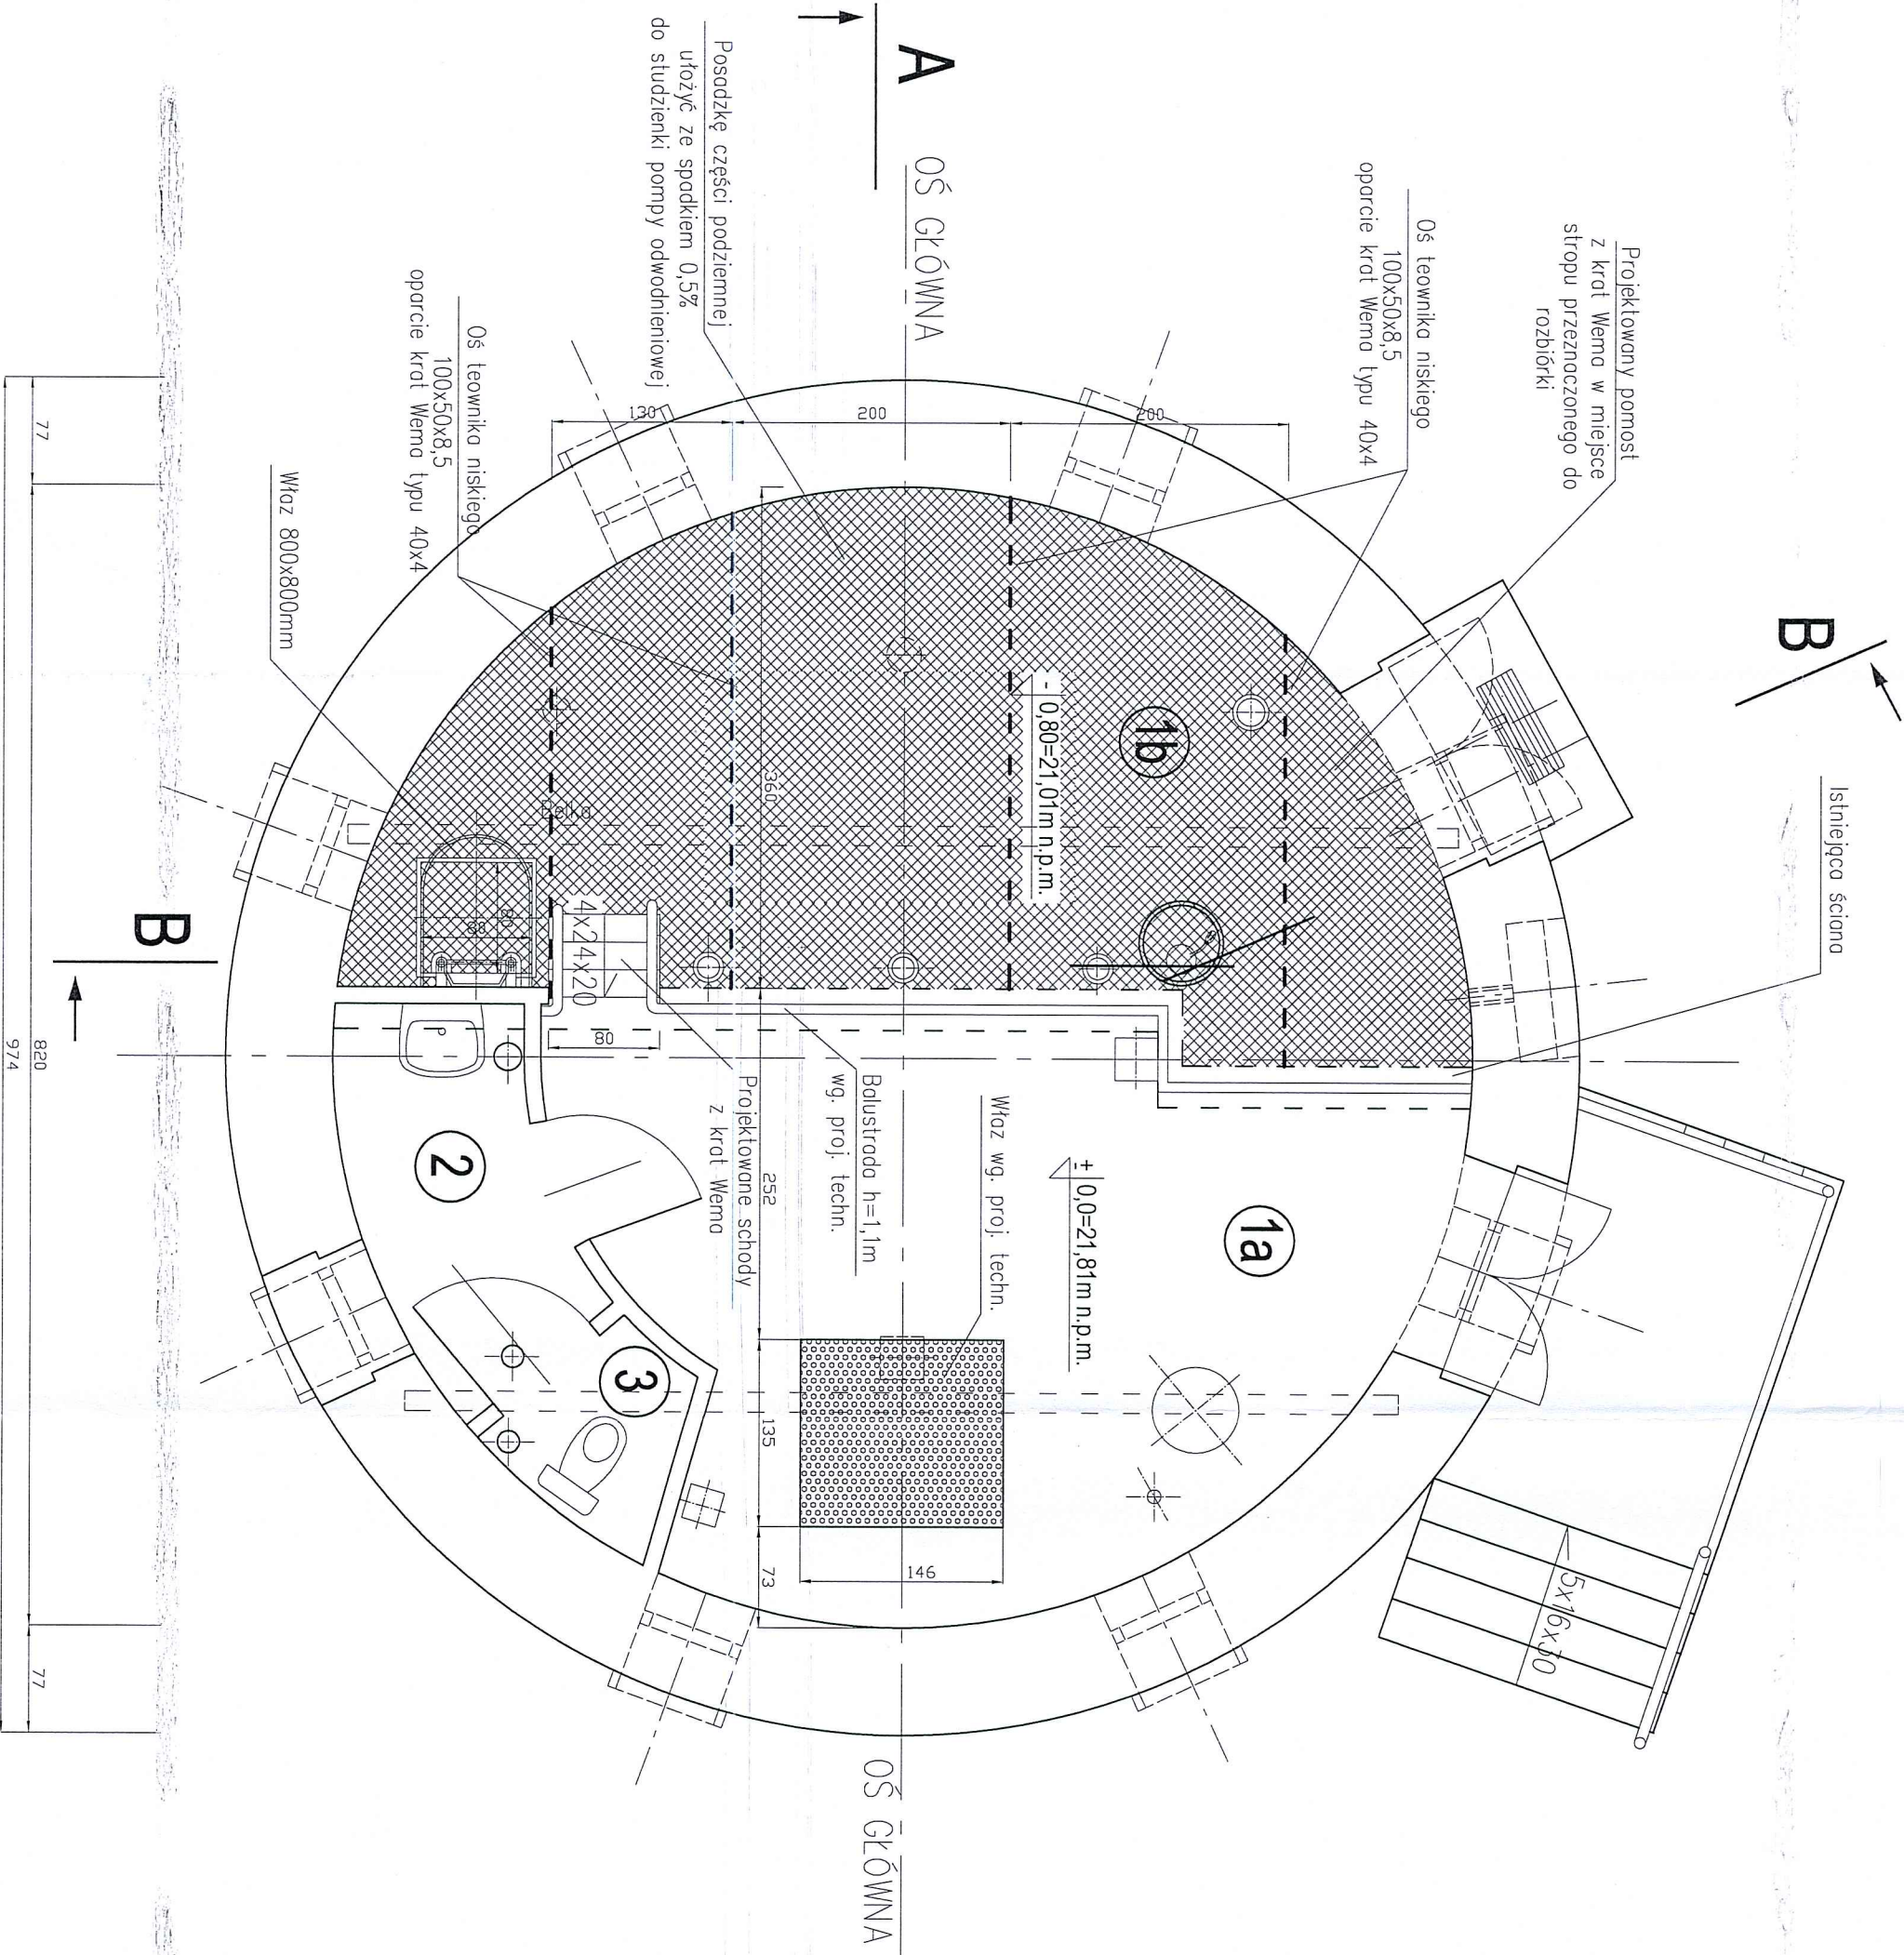 B
Projektowany pomost
z krat Wema w miejsce
stropu przeznaczonego do
rozbiórki
Istniejąca ściana
Oś teownika niskiego
100x50x8,5
oparcie krat Wema typu 40x4
A
OŚ GŁÓWNA
Posadzkę części podziemnej
ułożyć ze spadkiem 0,5%
do studzienki pompy odwodnieniowej
Oś teownika niskiego
100x50x8,5
oparcie krat Wema typu 40x4
Właz 800x800mm
200
200
130
1b
- 0,80=21,01m n.p.m.
360
Belka
4x24x20
80
1a
± 0,0=21,81m n.p.m.
Właz wg. proj. techn.
Balustrada h=1,1m
wg. proj. techn.
Projektowane schody
z krat Wema
252
135
73
146
2
3
5x16x30
OŚ GŁÓWNA
B
77
820
77
974